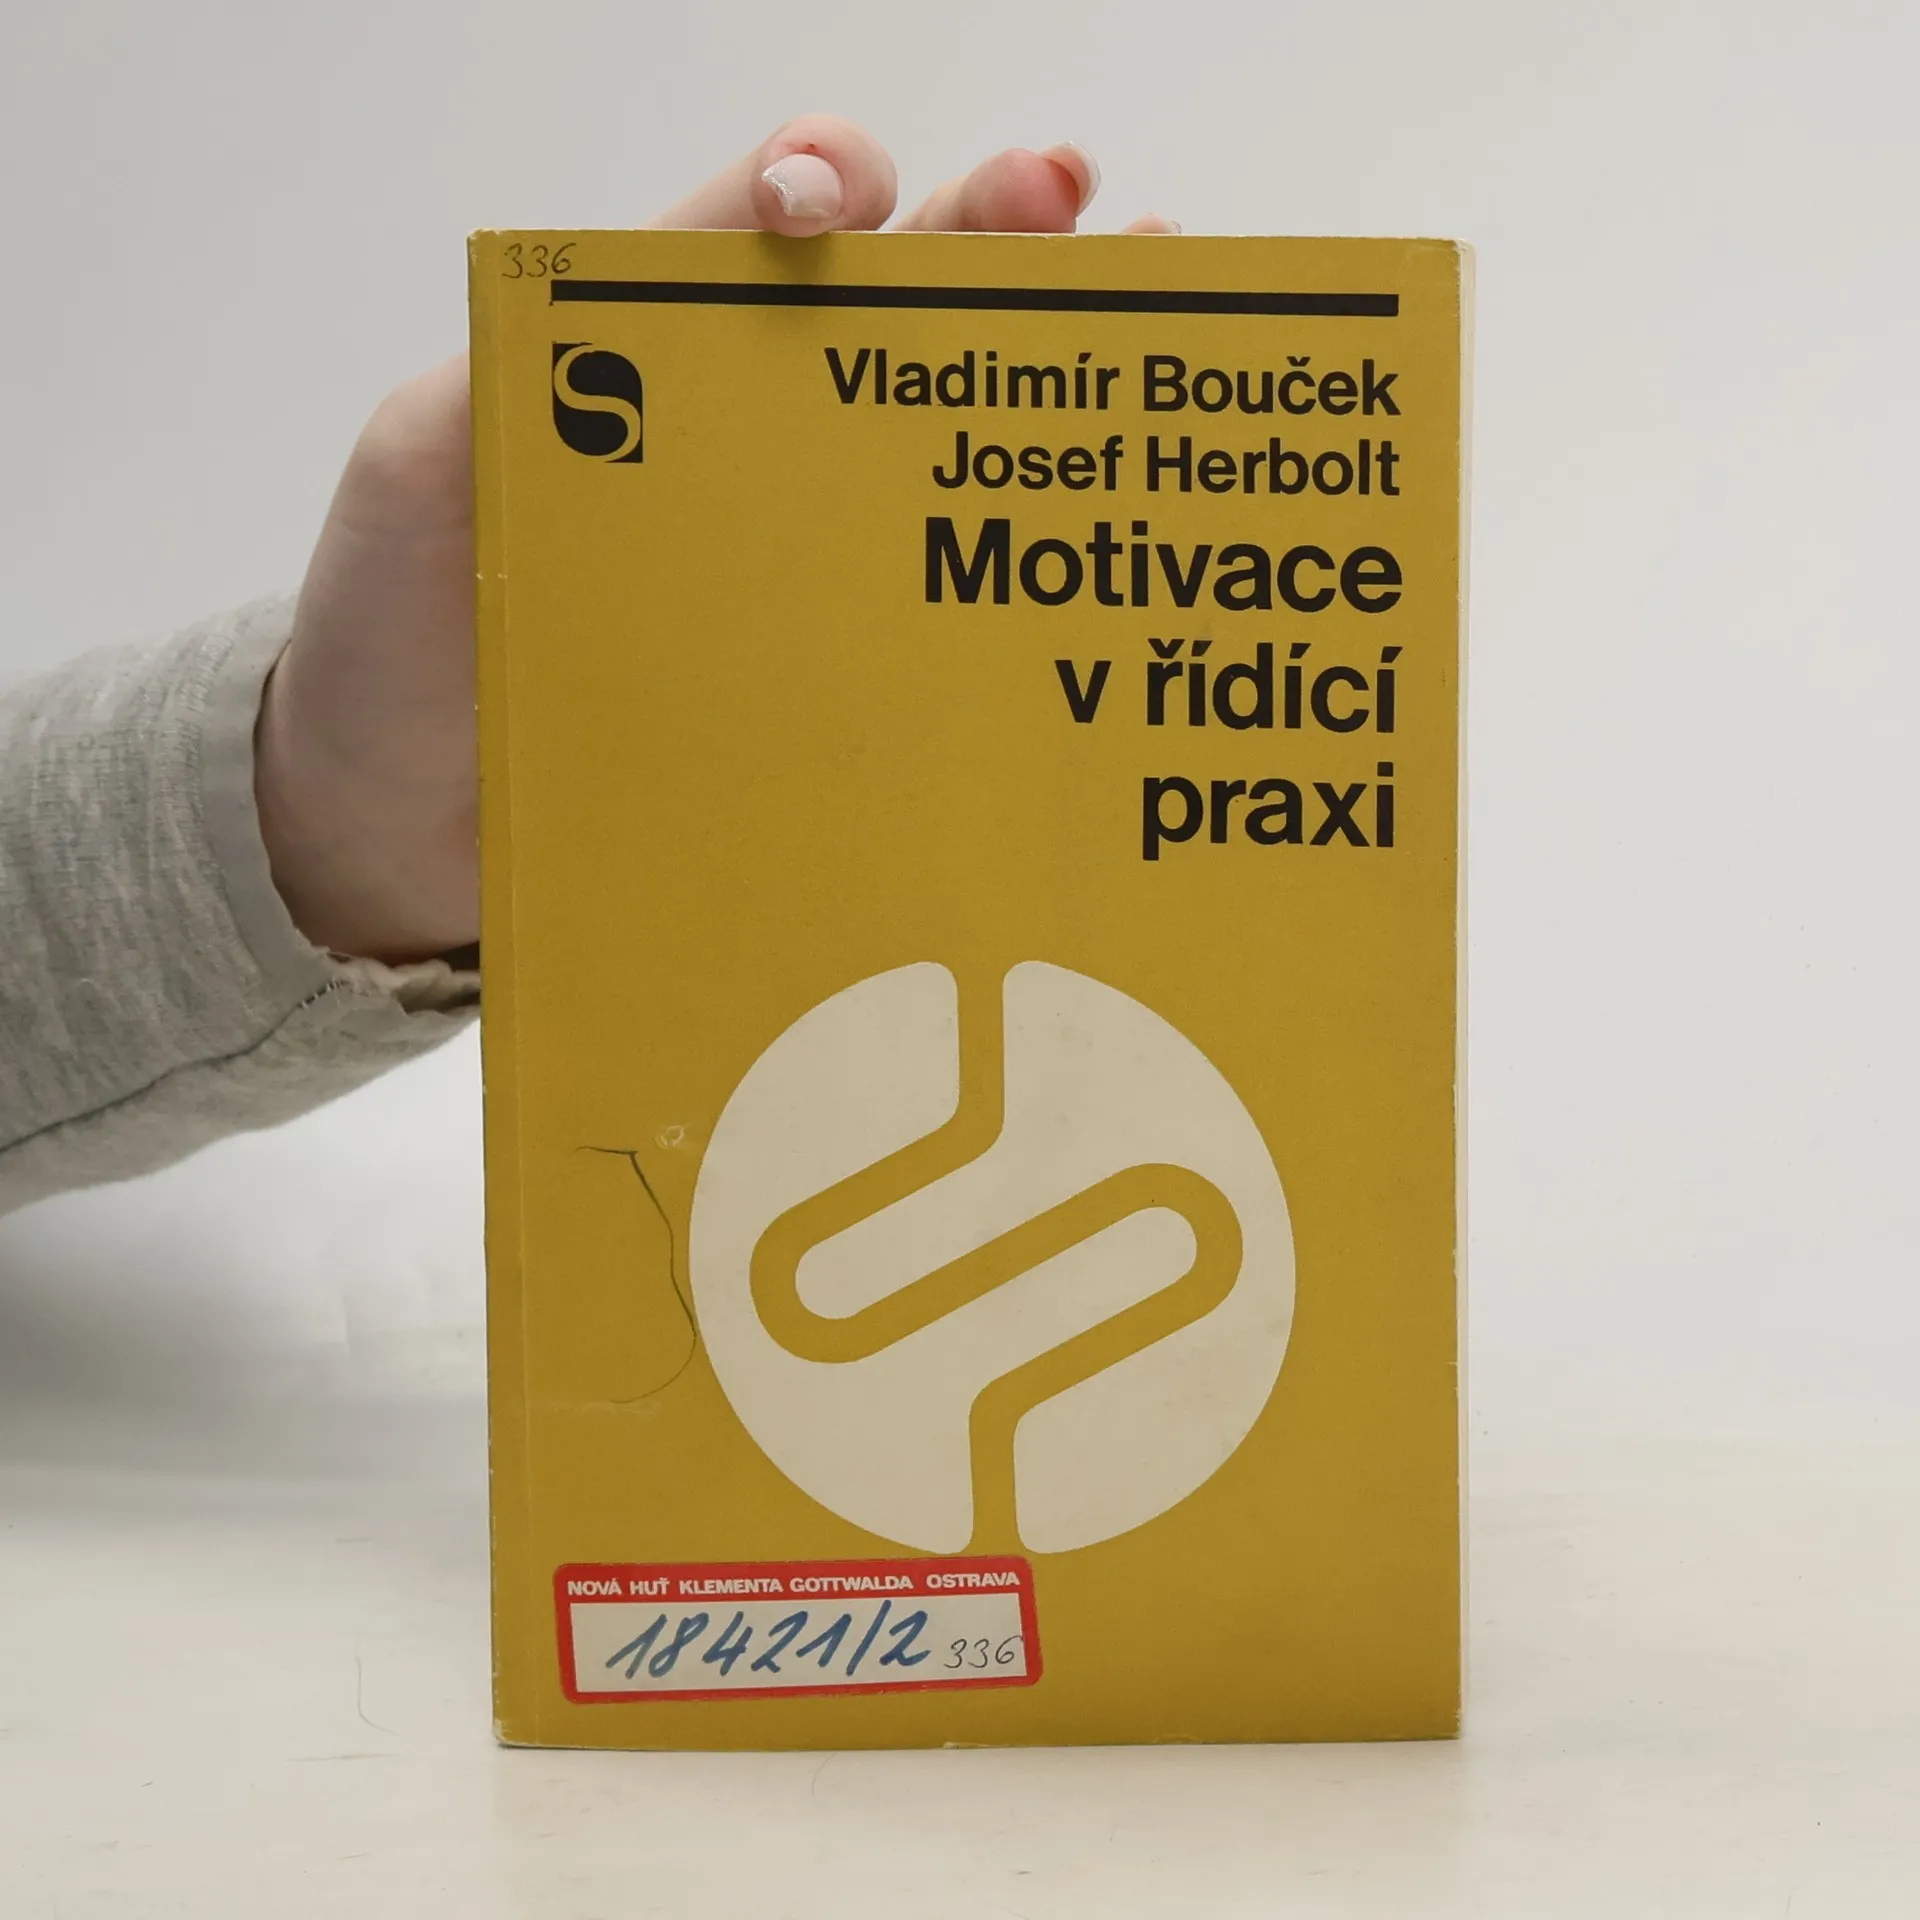 336
S
Vladimír Bouček
Josef Herbolt
Motivace
v řídící
praxi
NOVÁ HUŤ KLEMENTA GOTTWALDA OSTRAVA
18421/2 336